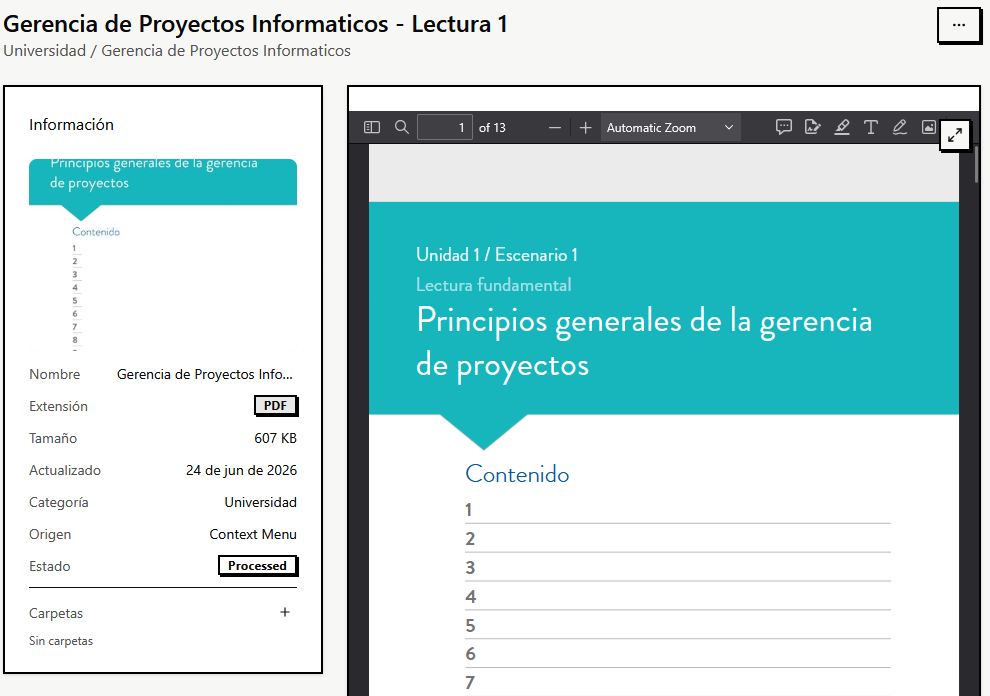 Gerencia de Proyectos Informaticos - Lectura 1
...
Universidad / Gerencia de Proyectos Informaticos
Información
Principios generales de la gerencia
de proyectos
Contenido
1
2
3
4
5
6
7
8
Nombre Gerencia de Proyectos Info...
Extensión PDF
Tamaño 607 KB
Actualizado 24 de jun de 2026
Categoría Universidad
Origen Context Menu
Estado Processed
Carpetas +
Sin carpetas
1 of 13 Automatic Zoom
Unidad 1 / Escenario 1
Lectura fundamental
Principios generales de la gerencia
de proyectos
Contenido
1
2
3
4
5
6
7